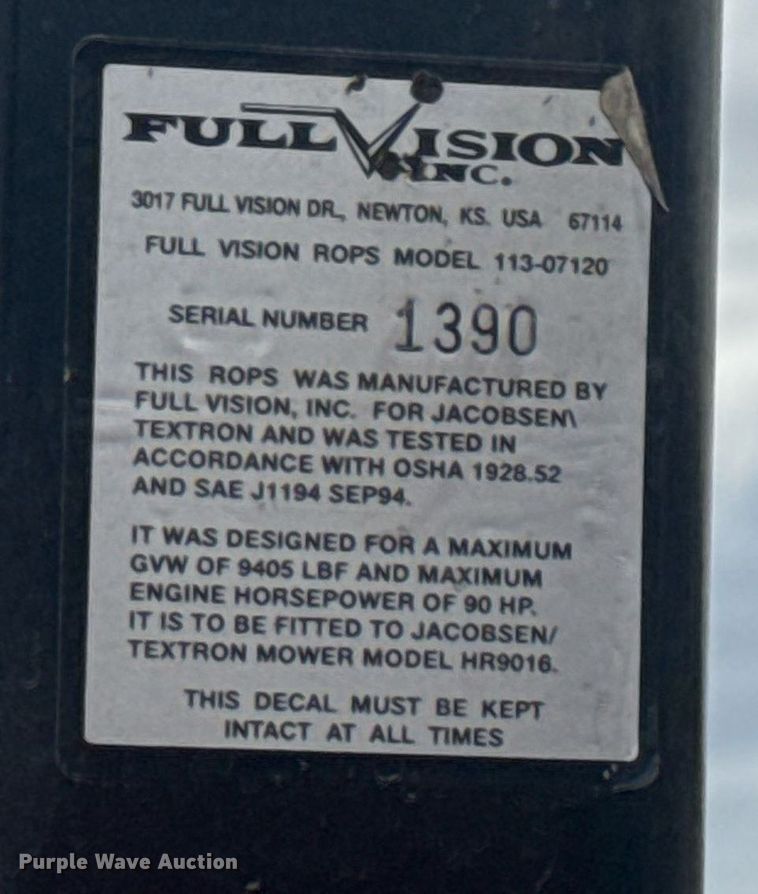 FULL VISION
INC.
3017 FULL VISION DR., NEWTON, KS. USA 67114
FULL VISION ROPS MODEL 113-07120
SERIAL NUMBER 1390
THIS ROPS WAS MANUFACTURED BY
FULL VISION, INC. FOR JACOBSEN\
TEXTRON AND WAS TESTED IN
ACCORDANCE WITH OSHA 1928.52
AND SAE J1194 SEP94.
IT WAS DESIGNED FOR A MAXIMUM
GVW OF 9405 LBF AND MAXIMUM
ENGINE HORSEPOWER OF 90 HP.
IT IS TO BE FITTED TO JACOBSEN/
TEXTRON MOWER MODEL HR9016.
THIS DECAL MUST BE KEPT
INTACT AT ALL TIMES
Purple Wave Auction